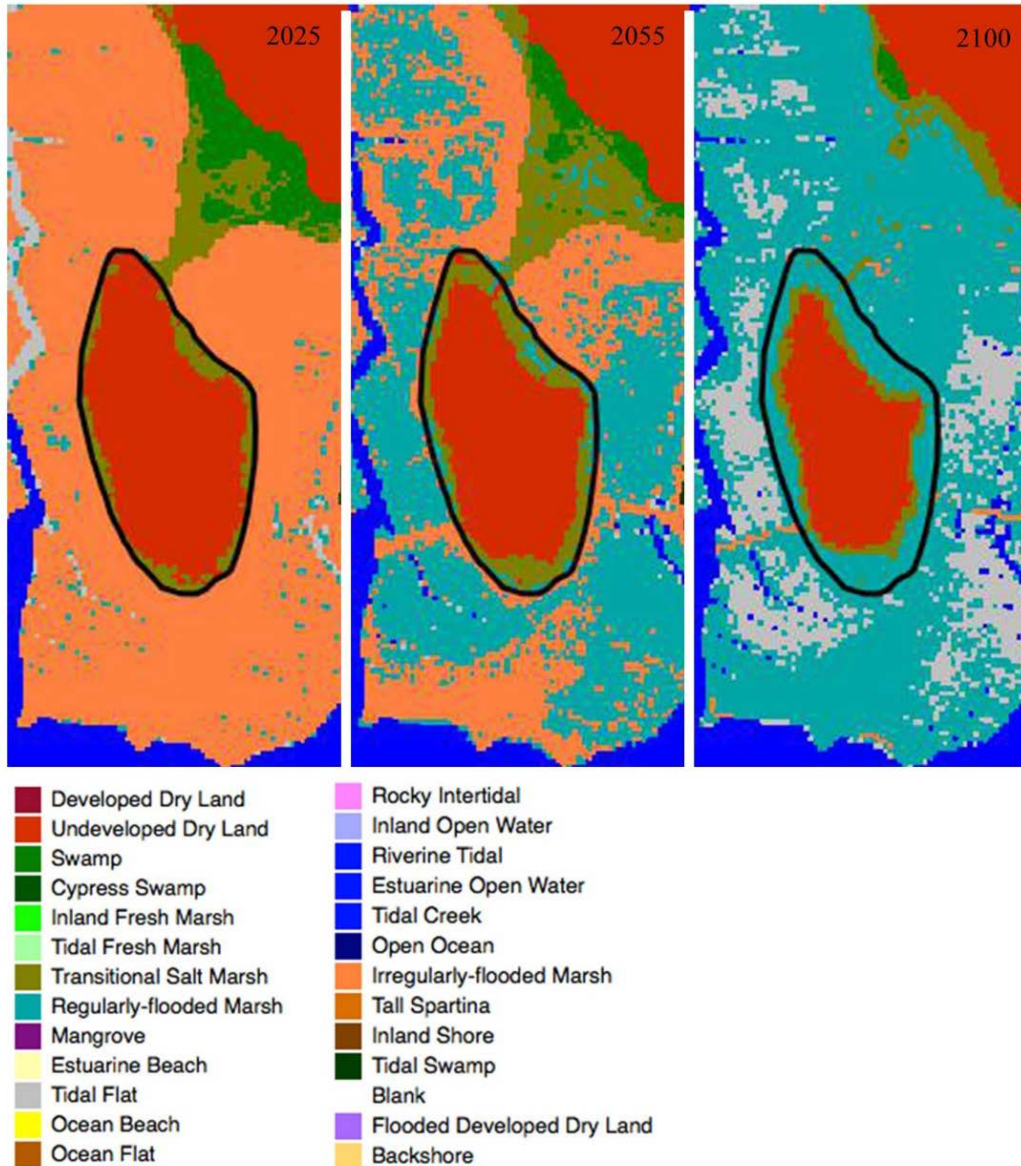 2025
2055
2100
Developed Dry Land
Undeveloped Dry Land
Swamp
Cypress Swamp
Inland Fresh Marsh
Tidal Fresh Marsh
Transitional Salt Marsh
Regularly-flooded Marsh
Mangrove
Estuarine Beach
Tidal Flat
Ocean Beach
Ocean Flat
Rocky Intertidal
Inland Open Water
Riverine Tidal
Estuarine Open Water
Tidal Creek
Open Ocean
Irregularly-flooded Marsh
Tall Spartina
Inland Shore
Tidal Swamp
Blank
Flooded Developed Dry Land
Backshore